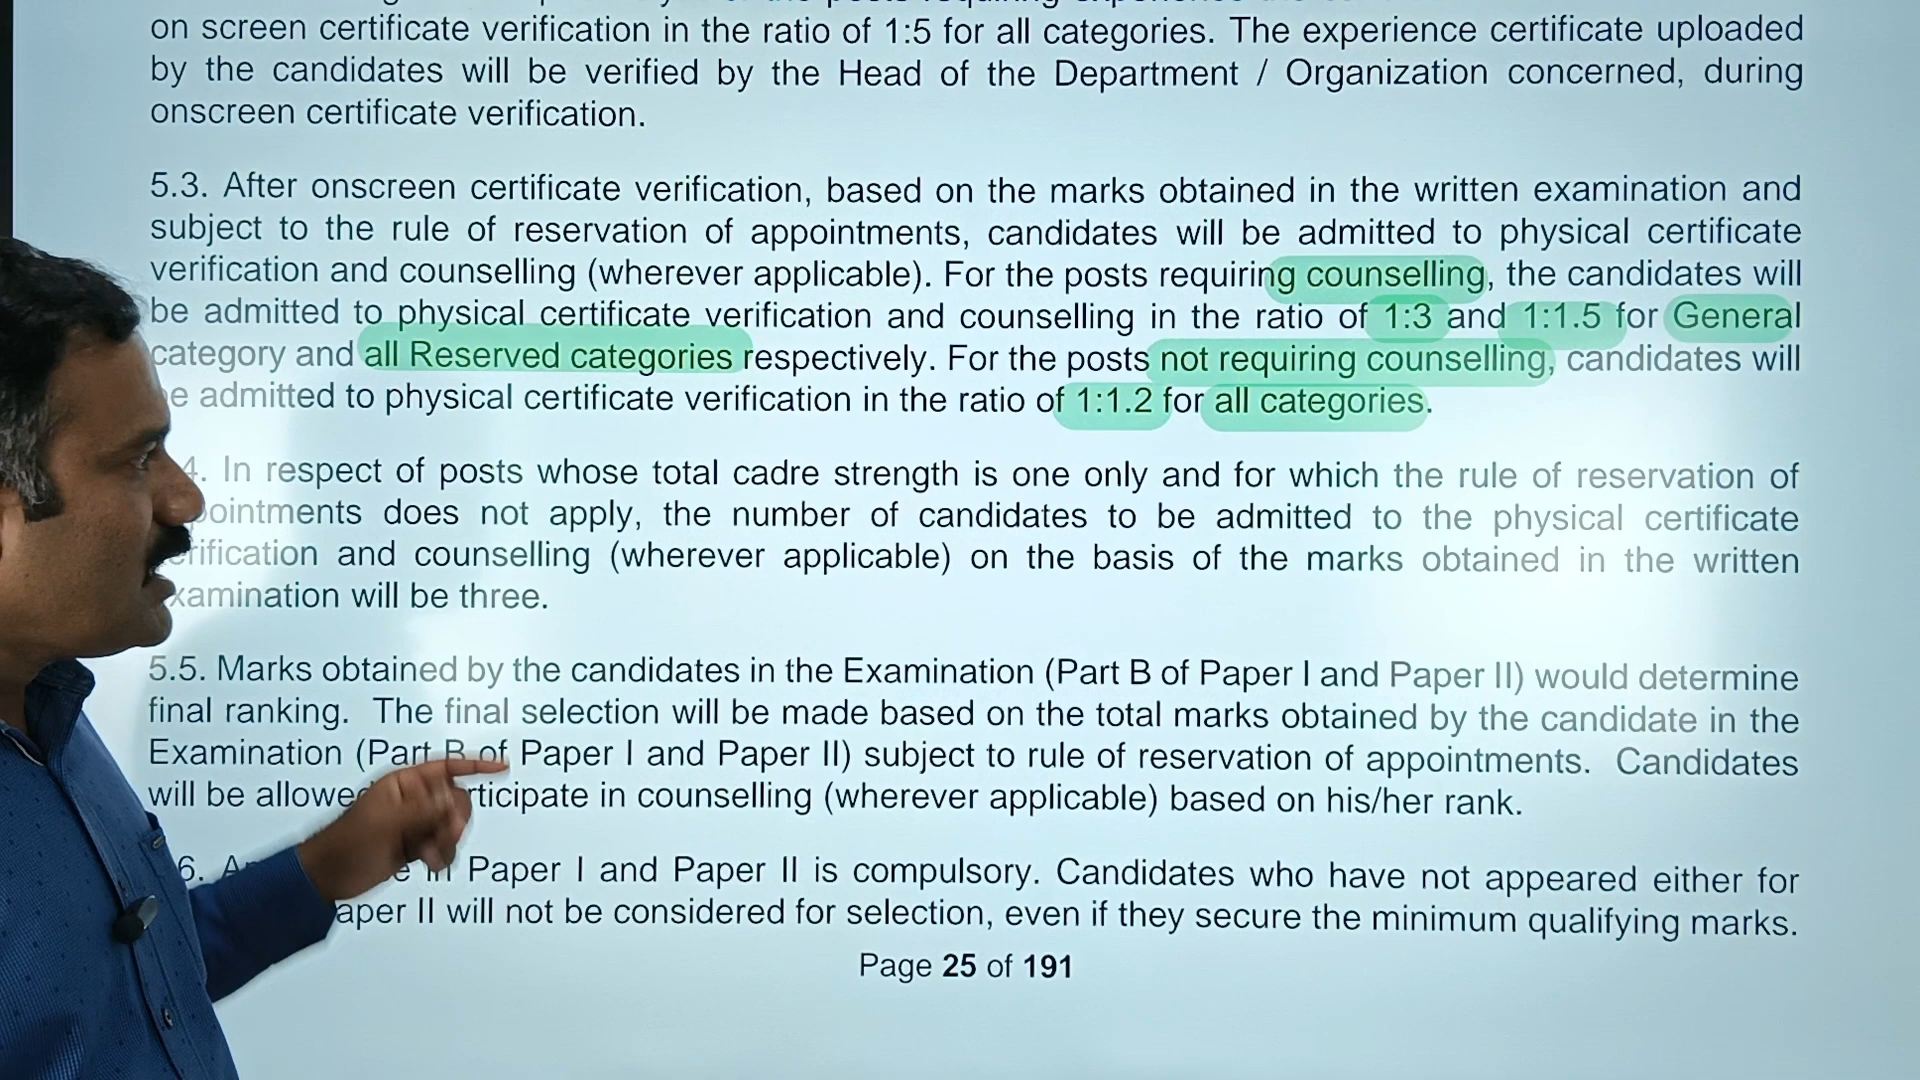 on screen certificate verification in the ratio of 1:5 for all categories. The experience certificate uploaded
by the candidates will be verified by the Head of the Department / Organization concerned, during
onscreen certificate verification.
5.3. After onscreen certificate verification, based on the marks obtained in the written examination and
subject to the rule of reservation of appointments, candidates will be admitted to physical certificate
verification and counselling (wherever applicable). For the posts requiring counselling, the candidates will
be admitted to physical certificate verification and counselling in the ratio of 1:3 and 1:1.5 for General
category and all Reserved categories respectively. For the posts not requiring counselling, candidates will
e admitted to physical certificate verification in the ratio of 1:1.2 for all categories.
4. In respect of posts whose total cadre strength is one only and for which the rule of reservation of
ointments does not apply, the number of candidates to be admitted to the physical certificate
rification and counselling (wherever applicable) on the basis of the marks obtained in the written
xamination will be three.
5.5. Marks obtained by the candidates in the Examination (Part B of Paper I and Paper II) would determine
final ranking. The final selection will be made based on the total marks obtained by the candidate in the
Examination (Part B of Paper I and Paper II) subject to rule of reservation of appointments. Candidates
will be allowed rticipate in counselling (wherever applicable) based on his/her rank.
6. in Paper I and Paper II is compulsory. Candidates who have not appeared either for
aper II will not be considered for selection, even if they secure the minimum qualifying marks.
Page 25 of 191